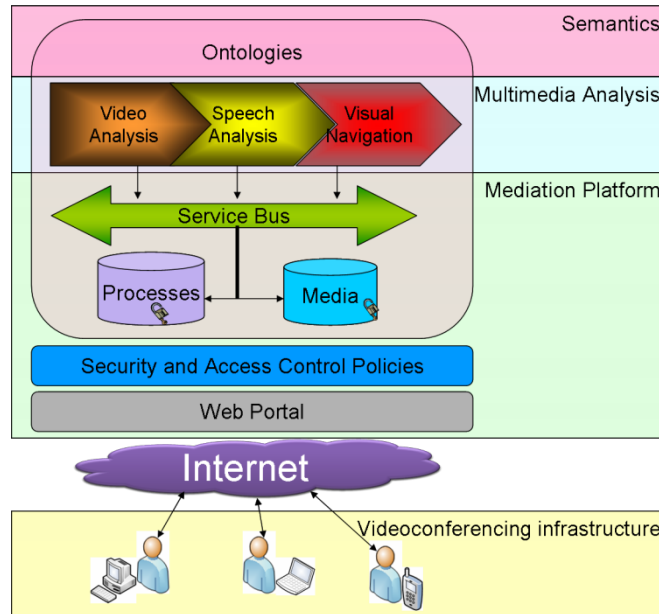 Semantics
Ontologies
Multimedia Analysis
Video
Analysis
Speech
Analysis
Visual
Navigation
Mediation Platform
Service Bus
Processes
Media
Security and Access Control Policies
Web Portal
Internet
Videoconferencing infrastructure